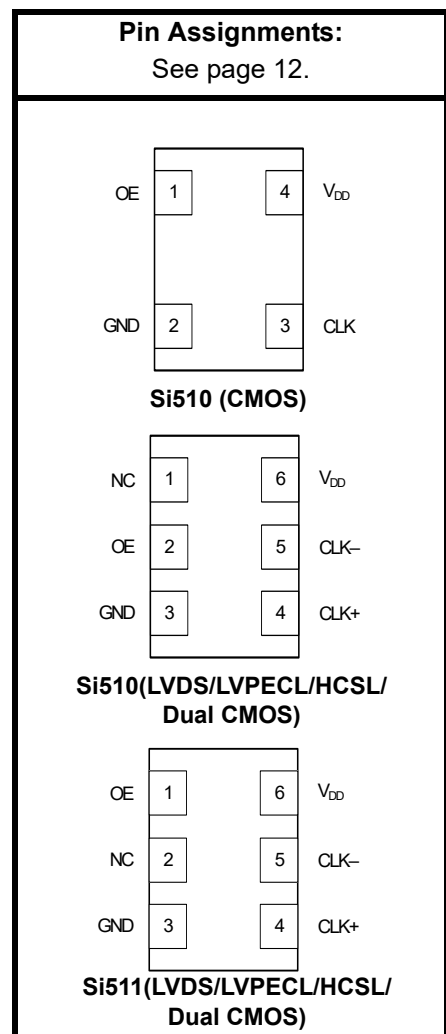 Pin Assignments:
See page 12.
OE 1 4 VDD
GND 2 3 CLK
Si510 (CMOS)
NC 1 6 VDD
OE 2 5 CLK–
GND 3 4 CLK+
Si510(LVDS/LVPECL/HCSL/
Dual CMOS)
OE 1 6 VDD
NC 2 5 CLK–
GND 3 4 CLK+
Si511(LVDS/LVPECL/HCSL/
Dual CMOS)